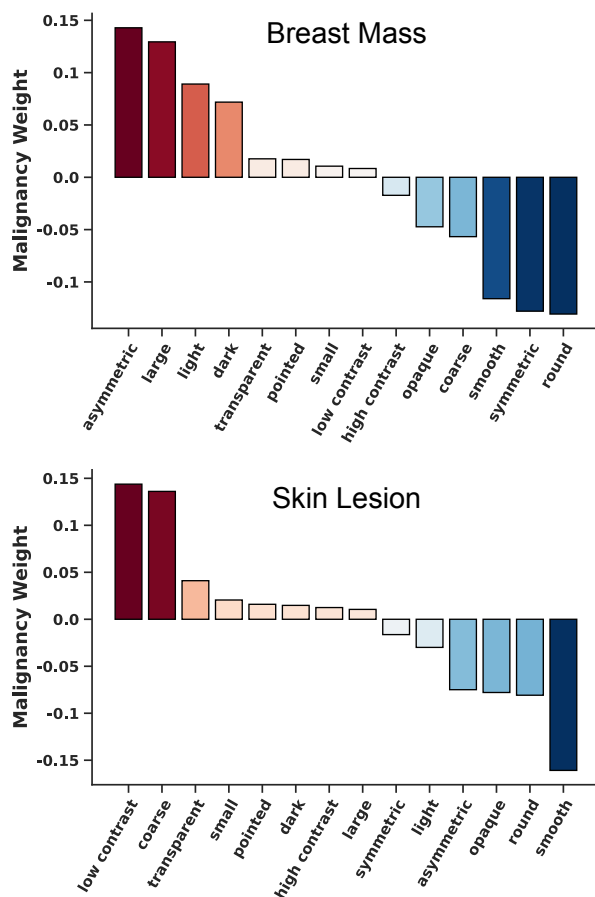 Breast Mass
Malignancy Weight
0.15
0.1
0.05
0.0
-0.05
-0.1
asymmetric
large
light
dark
transparent
pointed
small
low contrast
high contrast
opaque
coarse
smooth
symmetric
round
Skin Lesion
Malignancy Weight
0.15
0.1
0.05
0.0
-0.05
-0.1
-0.15
low contrast
coarse
transparent
small
pointed
dark
high contrast
large
symmetric
light
asymmetric
opaque
round
smooth